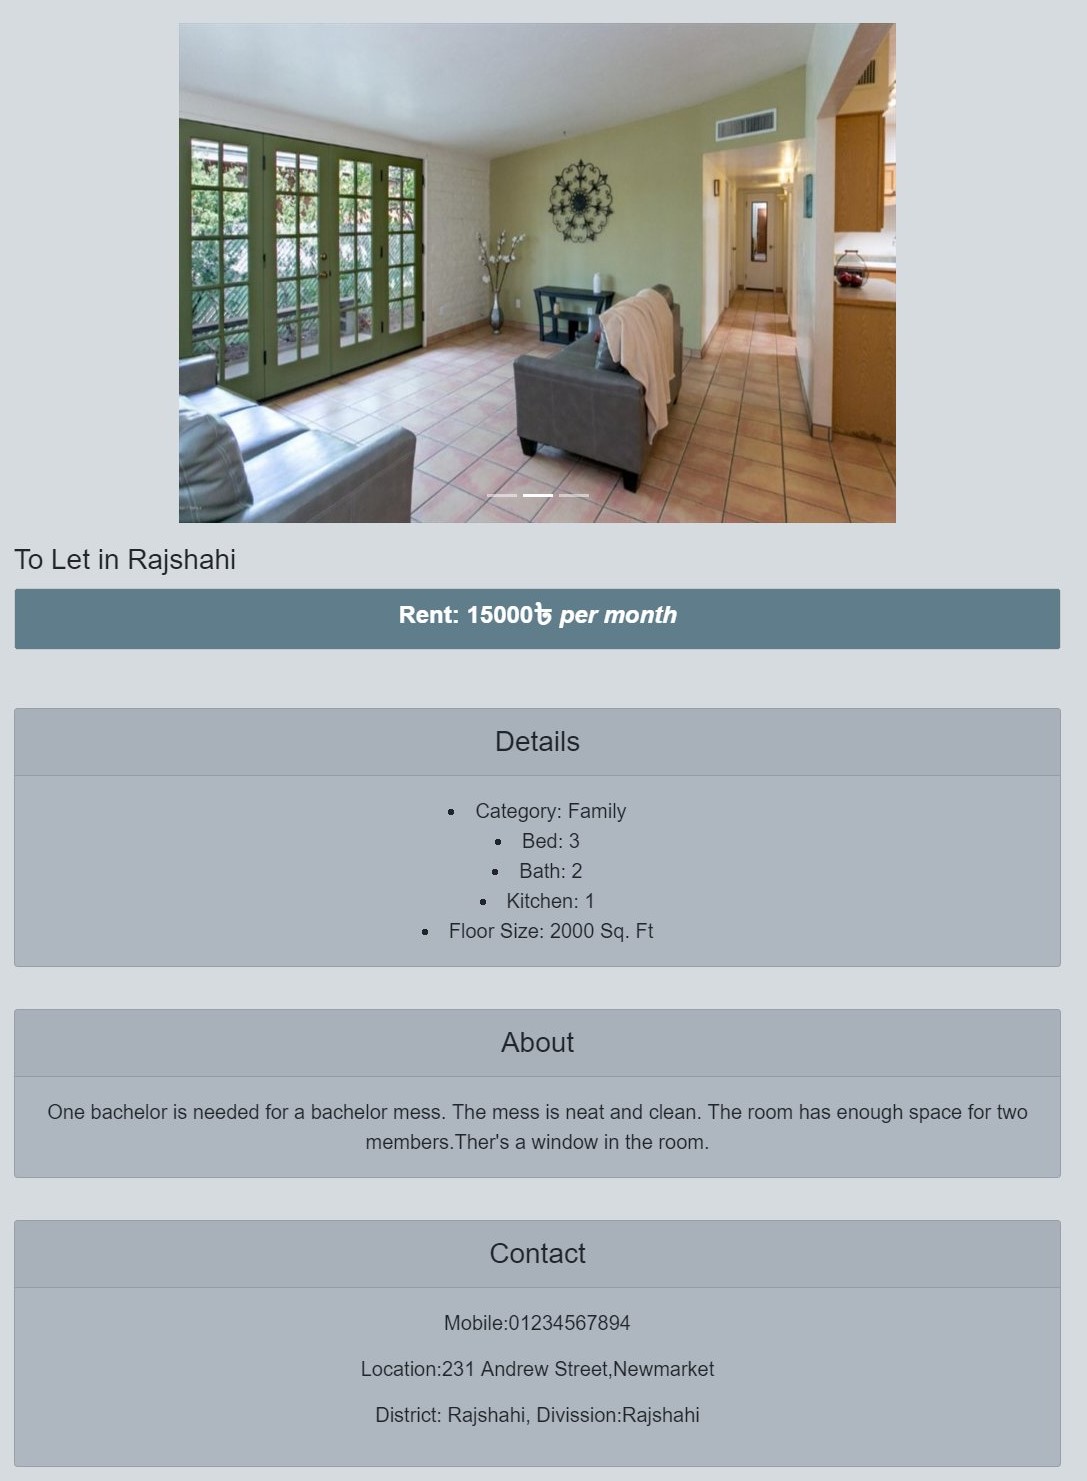 To Let in Rajshahi
Rent: 15000৳ per month
Details
• Category: Family
• Bed: 3
• Bath: 2
• Kitchen: 1
• Floor Size: 2000 Sq. Ft
About
One bachelor is needed for a bachelor mess. The mess is neat and clean. The room has enough space for two
members.Ther's a window in the room.
Contact
Mobile:01234567894
Location:231 Andrew Street,Newmarket
District: Rajshahi, Divission:Rajshahi